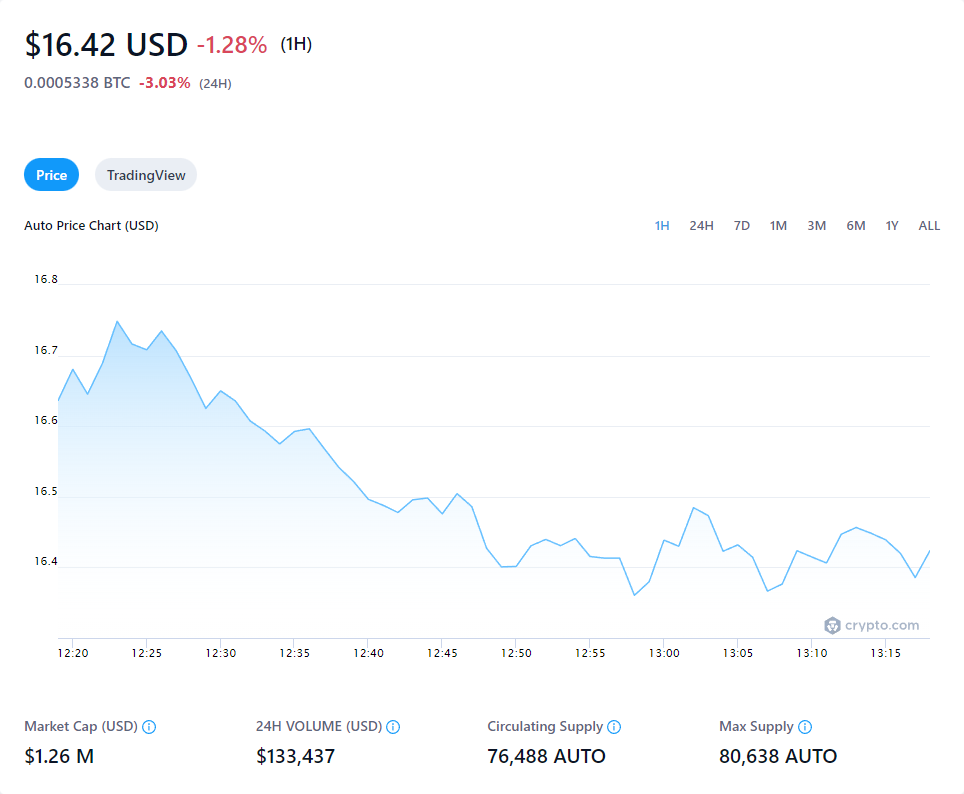 $16.42 USD -1.28% (1H)
0.0005338 BTC -3.03% (24H)
Price TradingView
Auto Price Chart (USD) 1H 24H 7D 1M 3M 6M 1Y ALL
16.8
16.7
16.6
16.5
16.4
crypto.com
12:20 12:25 12:30 12:35 12:40 12:45 12:50 12:55 13:00 13:05 13:10 13:15
Market Cap (USD) 24H VOLUME (USD) Circulating Supply Max Supply
$1.26 M $133,437 76,488 AUTO 80,638 AUTO